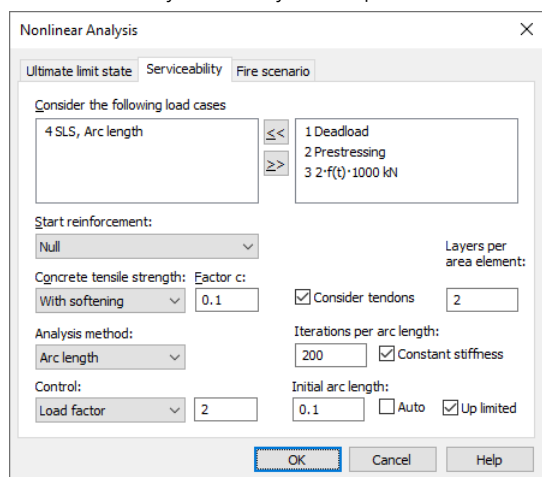 Nonlinear Analysis
Ultimate limit state Serviceability Fire scenario
Consider the following load cases
4 SLS, Arc length
<<
>>
1 Deadload
2 Prestressing
3 2·f(t)·1000 kN
Start reinforcement:
Null
Layers per
area element:
Concrete tensile strength: Factor c:
With softening 0.1 Consider tendons 2
Analysis method: Iterations per arc length:
Arc length 200 Constant stiffness
Control: Initial arc length:
Load factor 2 0.1 Auto Up limited
OK Cancel Help